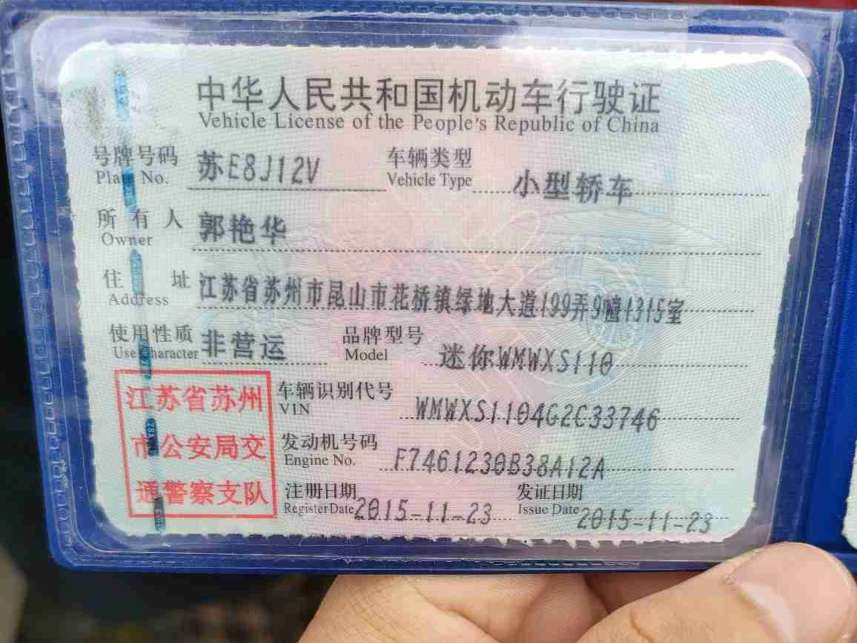 中华人民共和国机动车行驶证
Vehicle License of the People's Republic of China
号牌号码 苏E8J12V 车辆类型 小型轿车
Plate No. Vehicle Type
所有人 郭艳华
Owner
住址 江苏省苏州市昆山市花桥镇绿地大道199弄9幢1315室
Address
使用性质 非营运 品牌型号 迷你WMWXS110
Use Character Model
江苏省苏州
市公安局交
通警察支队
车辆识别代号 WMWXS1104G2C33746
VIN
发动机号码 F7461230B38A12A
Engine No.
注册日期 2015-11-23 发证日期 2015-11-23
Register Date Issue Date